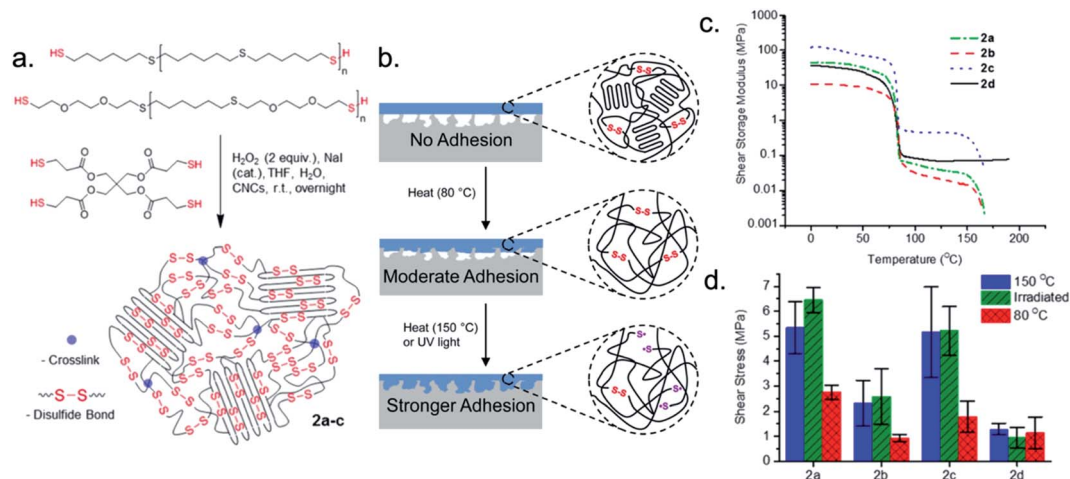 a.
HS
S
S
SH
n
HS
O
O
S
S
O
O
SH
n
HS
SH
O
O
O
O
O
O
O
O
HS
SH
H₂O₂ (2 equiv.), NaI
(cat.), THF, H₂O,
CNCs, r.t., overnight
- Crosslink
S–S
- Disulfide Bond
2a-c
b.
No Adhesion
Heat (80 °C)
Moderate Adhesion
Heat (150 °C)
or UV light
Stronger Adhesion
S-S
S-S
S-S
S-S
S-S
S-S
S•
•S
S-S
S•
•S
c.
Shear Storage Modulus (MPa)
1000
100
10
1
0.1
0.01
0.001
0
50
100
150
200
Temperature (°C)
2a
2b
2c
2d
d.
Shear Stress (MPa)
7
6
5
4
3
2
1
0
2a
2b
2c
2d
150 °C
Irradiated
80 °C